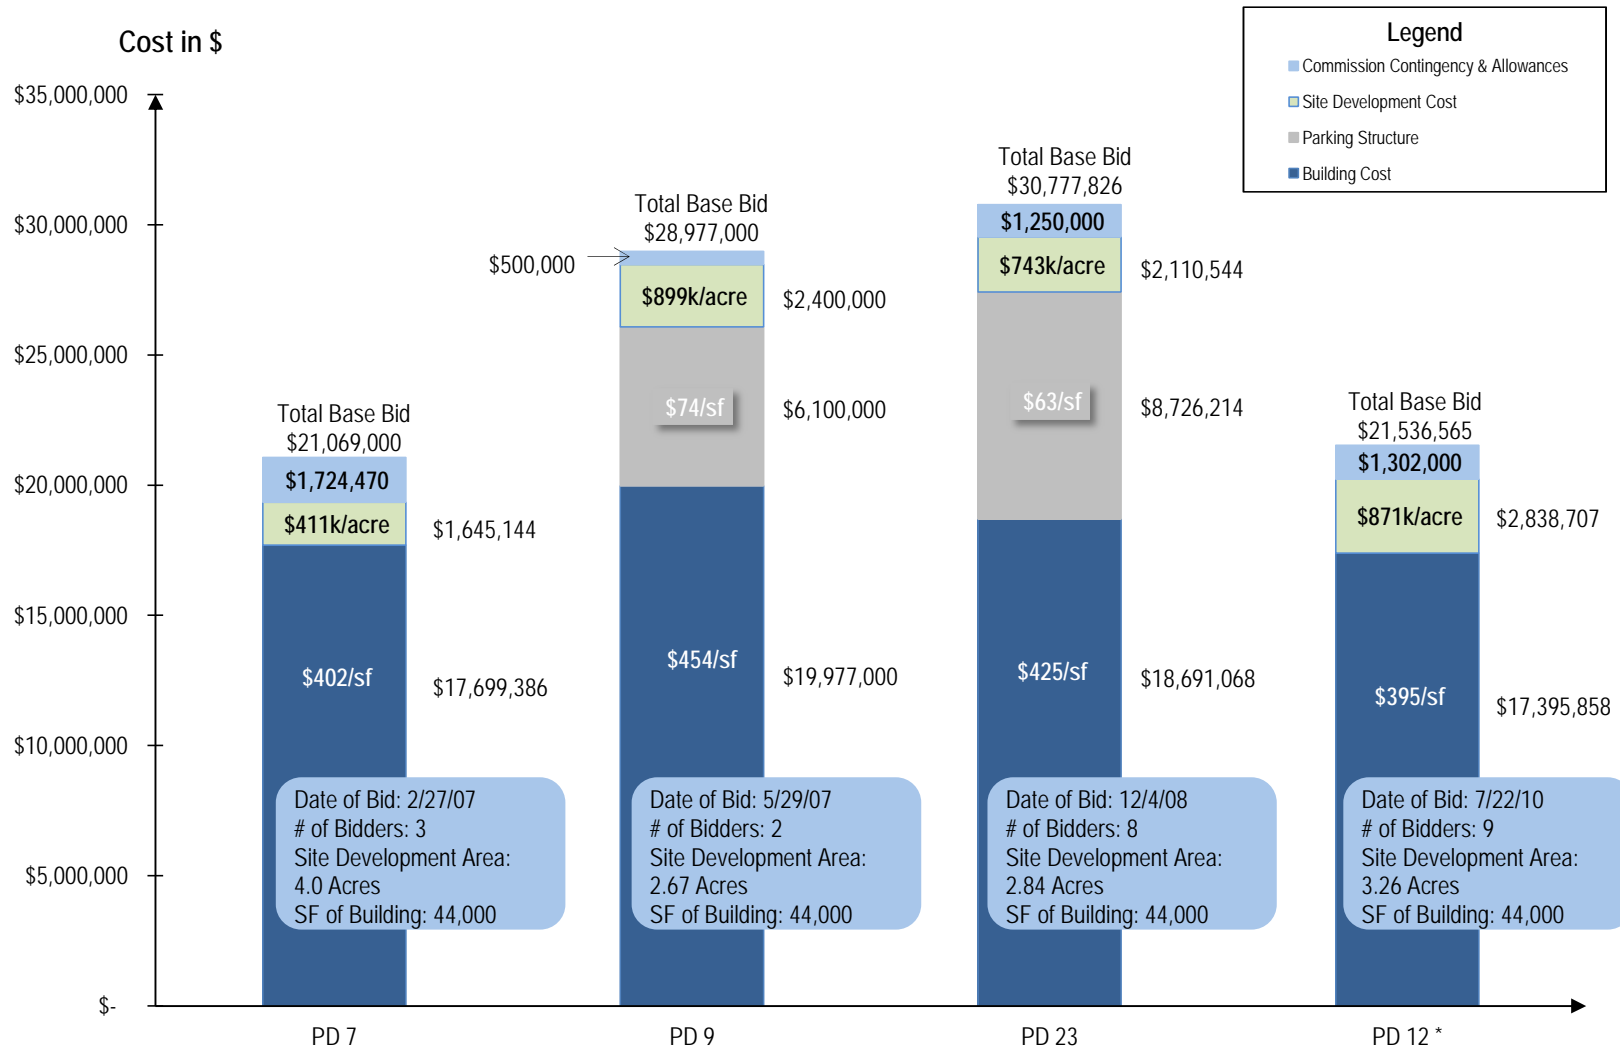 Cost in $
Legend
Commission Contingency & Allowances
Site Development Cost
Parking Structure
Building Cost
$35,000,000
$30,000,000
$25,000,000
$20,000,000
$15,000,000
$10,000,000
$5,000,000
$-
Total Base Bid
$21,069,000
$1,724,470
$411k/acre
$1,645,144
$402/sf
$17,699,386
Date of Bid: 2/27/07
# of Bidders: 3
Site Development Area:
4.0 Acres
SF of Building: 44,000
PD 7
Total Base Bid
$28,977,000
$500,000
$899k/acre
$2,400,000
$74/sf
$6,100,000
$454/sf
$19,977,000
Date of Bid: 5/29/07
# of Bidders: 2
Site Development Area:
2.67 Acres
SF of Building: 44,000
PD 9
Total Base Bid
$30,777,826
$1,250,000
$743k/acre
$2,110,544
$63/sf
$8,726,214
$425/sf
$18,691,068
Date of Bid: 12/4/08
# of Bidders: 8
Site Development Area:
2.84 Acres
SF of Building: 44,000
PD 23
Total Base Bid
$21,536,565
$1,302,000
$871k/acre
$2,838,707
$395/sf
$17,395,858
Date of Bid: 7/22/10
# of Bidders: 9
Site Development Area:
3.26 Acres
SF of Building: 44,000
PD 12 *